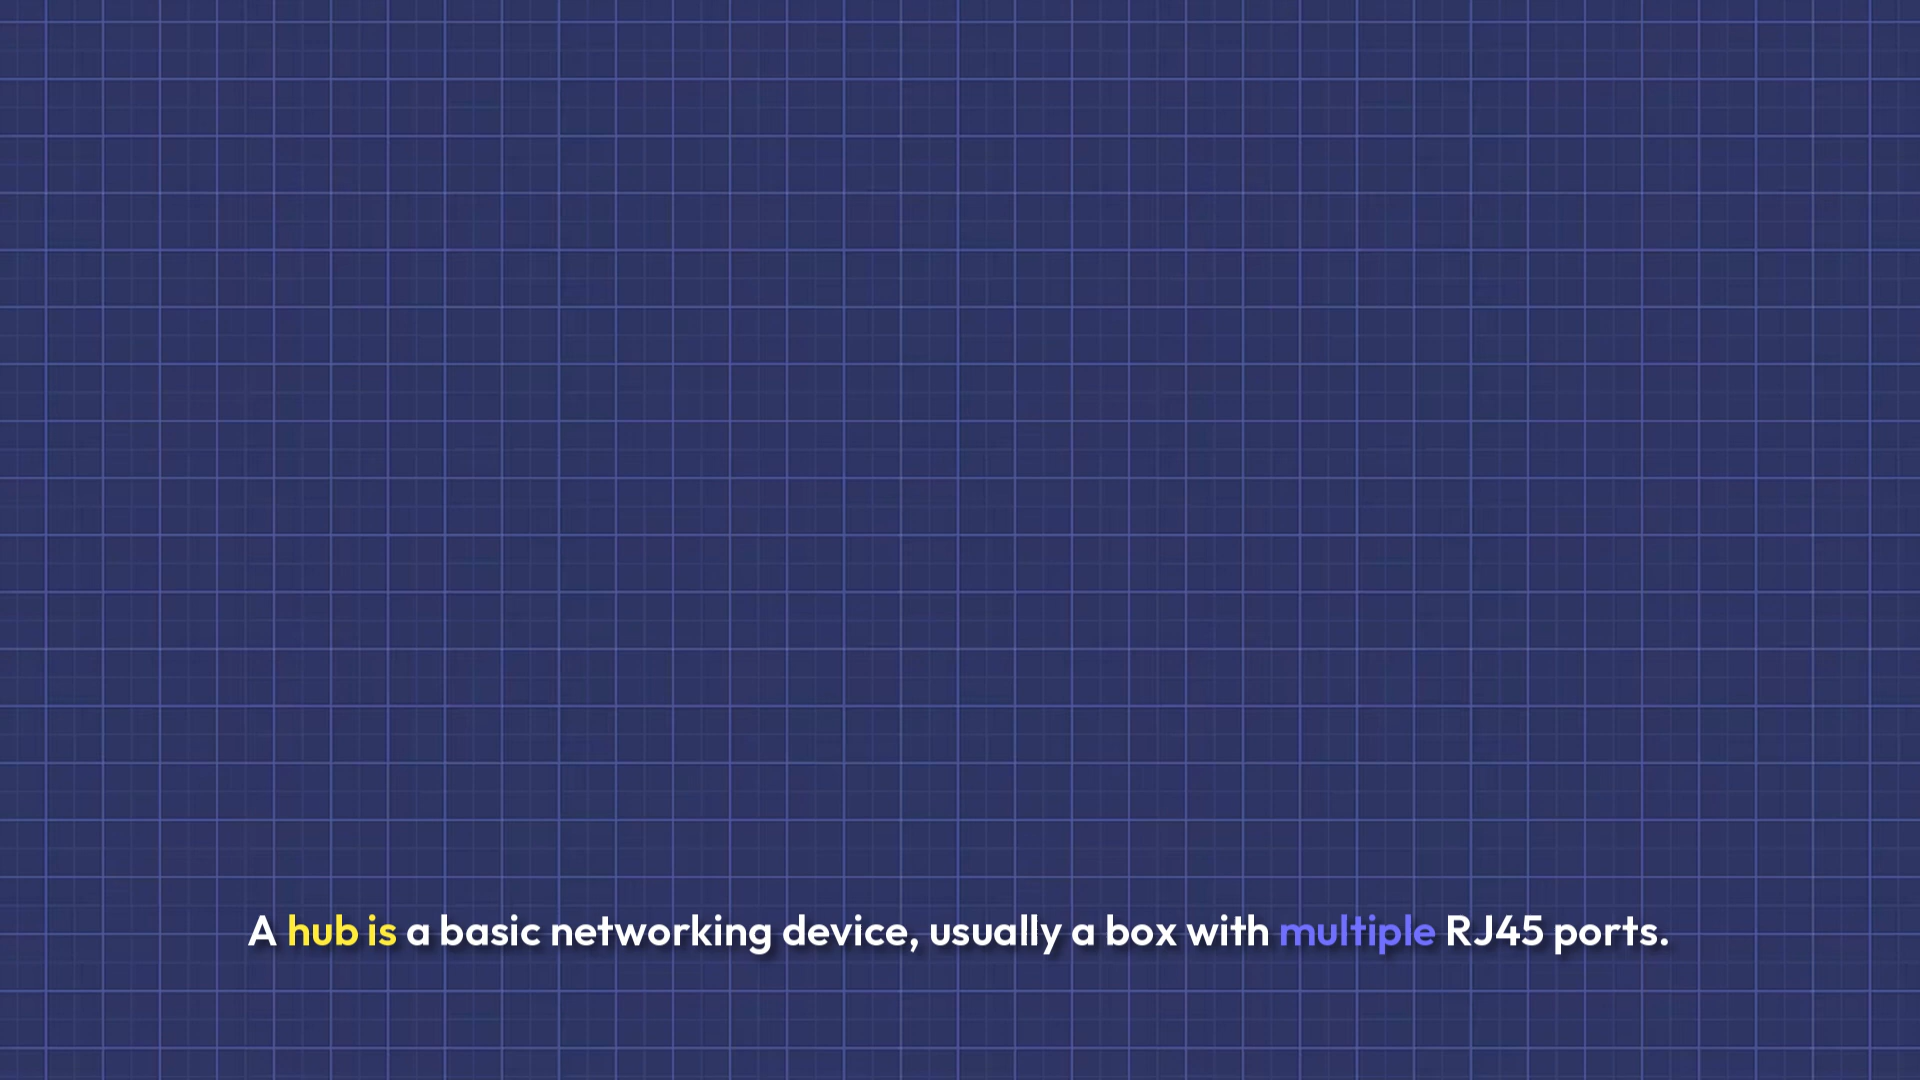 A hub is a basic networking device, usually a box with multiple RJ45 ports.